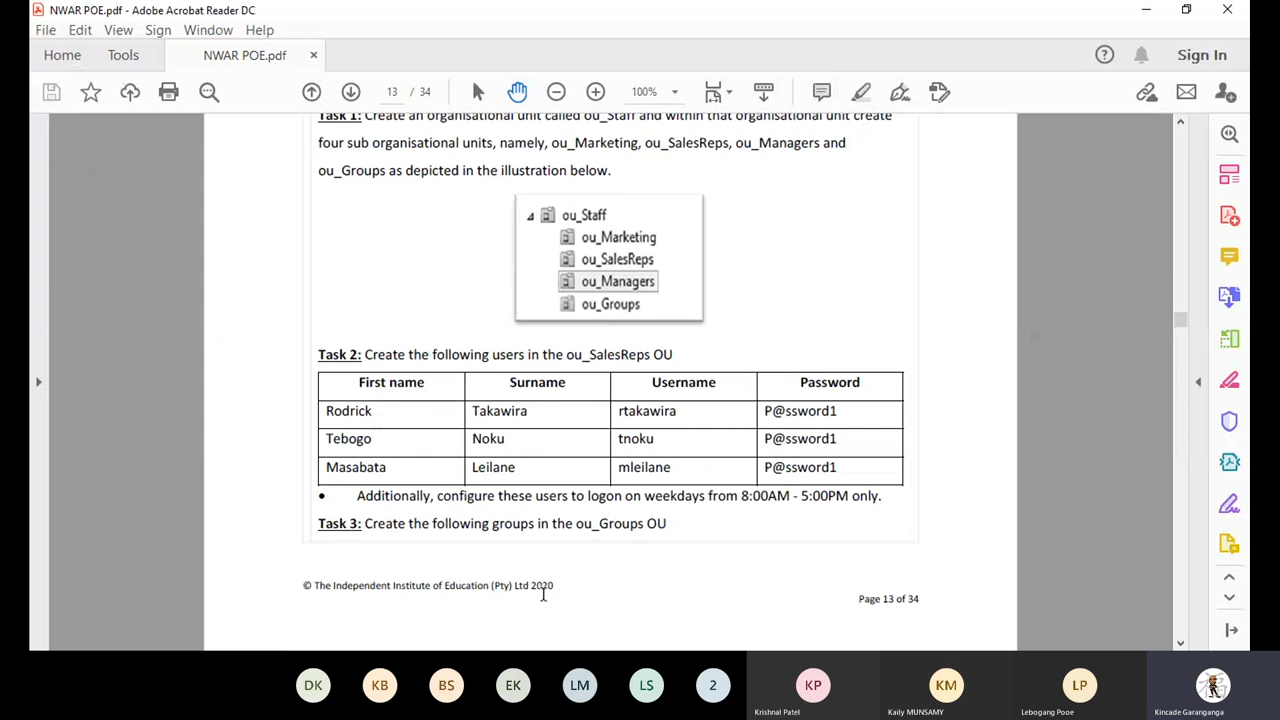 NWAR POE.pdf - Adobe Acrobat Reader DC
File Edit View Sign Window Help
Home Tools NWAR POE.pdf × Sign In
13 / 34 100%
Task 1: Create an organisational unit called ou_Staff and within that organisational unit create
four sub organisational units, namely, ou_Marketing, ou_SalesReps, ou_Managers and
ou_Groups as depicted in the illustration below.
ou_Staff
ou_Marketing
ou_SalesReps
ou_Managers
ou_Groups
Task 2: Create the following users in the ou_SalesReps OU
First name Surname Username Password
Rodrick Takawira rtakawira P@ssword1
Tebogo Noku tnoku P@ssword1
Masabata Leilane mleilane P@ssword1
• Additionally, configure these users to logon on weekdays from 8:00AM - 5:00PM only.
Task 3: Create the following groups in the ou_Groups OU
© The Independent Institute of Education (Pty) Ltd 2020
Page 13 of 34
DK KB BS EK LM LS 2 KP KM LP
Krishnal Patel Kaily MUNSAMY Lebogang Pooe Kincade Garanganga